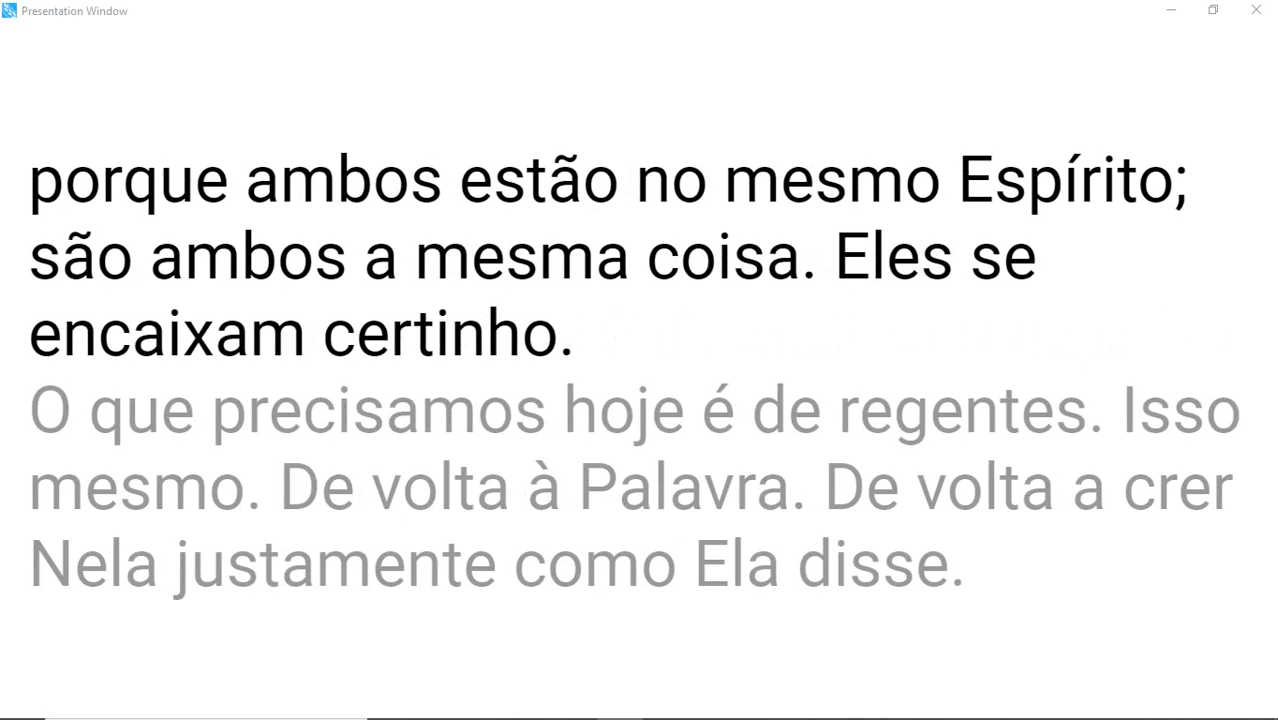 Presentation Window
porque ambos estão no mesmo Espírito;
são ambos a mesma coisa. Eles se
encaixam certinho.
O que precisamos hoje é de regentes. Isso
mesmo. De volta à Palavra. De volta a crer
Nela justamente como Ela disse.